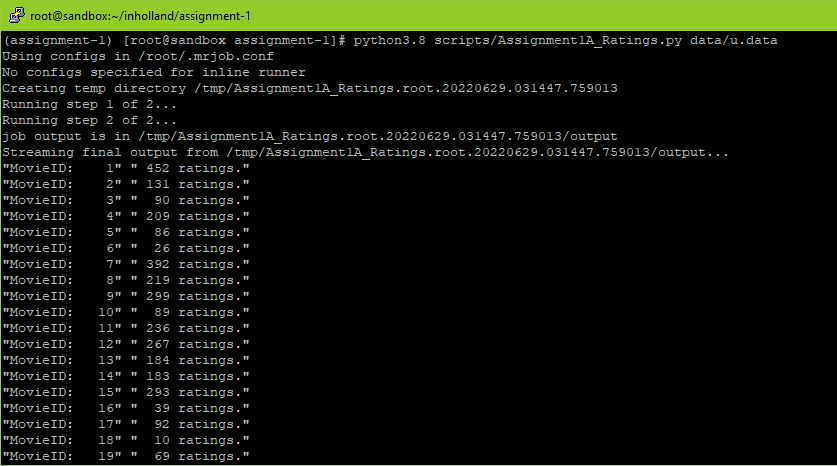 root@sandbox:~/inholland/assignment-1
(assignment-1) [root@sandbox assignment-1]# python3.8 scripts/Assignment1A_Ratings.py data/u.data
Using configs in /root/.mrjob.conf
No configs specified for inline runner
Creating temp directory /tmp/Assignment1A_Ratings.root.20220629.031447.759013
Running step 1 of 2...
Running step 2 of 2...
job output is in /tmp/Assignment1A_Ratings.root.20220629.031447.759013/output
Streaming final output from /tmp/Assignment1A_Ratings.root.20220629.031447.759013/output...
"MovieID:    1" " 452 ratings."
"MovieID:    2" " 131 ratings."
"MovieID:    3" "  90 ratings."
"MovieID:    4" " 209 ratings."
"MovieID:    5" "  86 ratings."
"MovieID:    6" "  26 ratings."
"MovieID:    7" " 392 ratings."
"MovieID:    8" " 219 ratings."
"MovieID:    9" " 299 ratings."
"MovieID:   10" "  89 ratings."
"MovieID:   11" " 236 ratings."
"MovieID:   12" " 267 ratings."
"MovieID:   13" " 184 ratings."
"MovieID:   14" " 183 ratings."
"MovieID:   15" " 293 ratings."
"MovieID:   16" "  39 ratings."
"MovieID:   17" "  92 ratings."
"MovieID:   18" "  10 ratings."
"MovieID:   19" "  69 ratings."